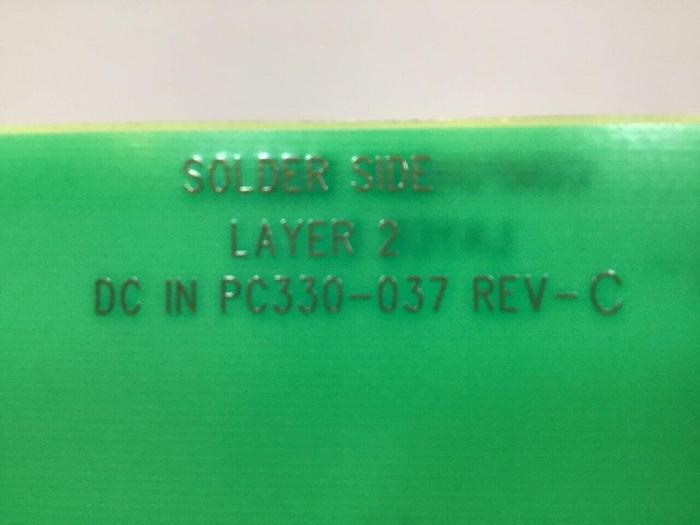 SOLDER SIDE
LAYER 2
DC IN PC330-037 REV-C